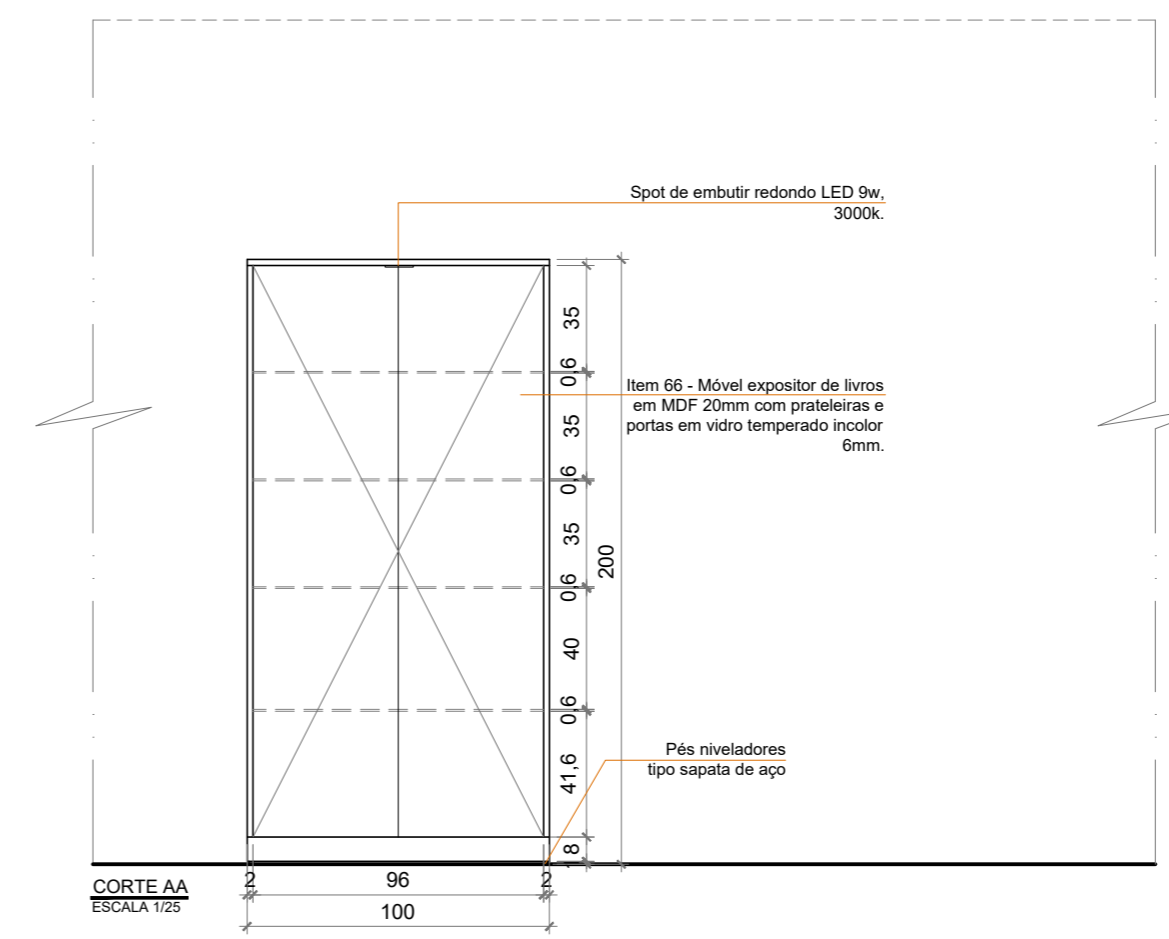 Spot de embutir redondo LED 9w,
3000k.
35
0,6
Item 66 - Móvel expositor de livros
em MDF 20mm com prateleiras e
portas em vidro temperado incolor
6mm.
35
0,6
35
200
0,6
40
0,6
Pés niveladores
tipo sapata de aço
41,6
8
CORTE AA
ESCALA 1/25
2
96
2
100